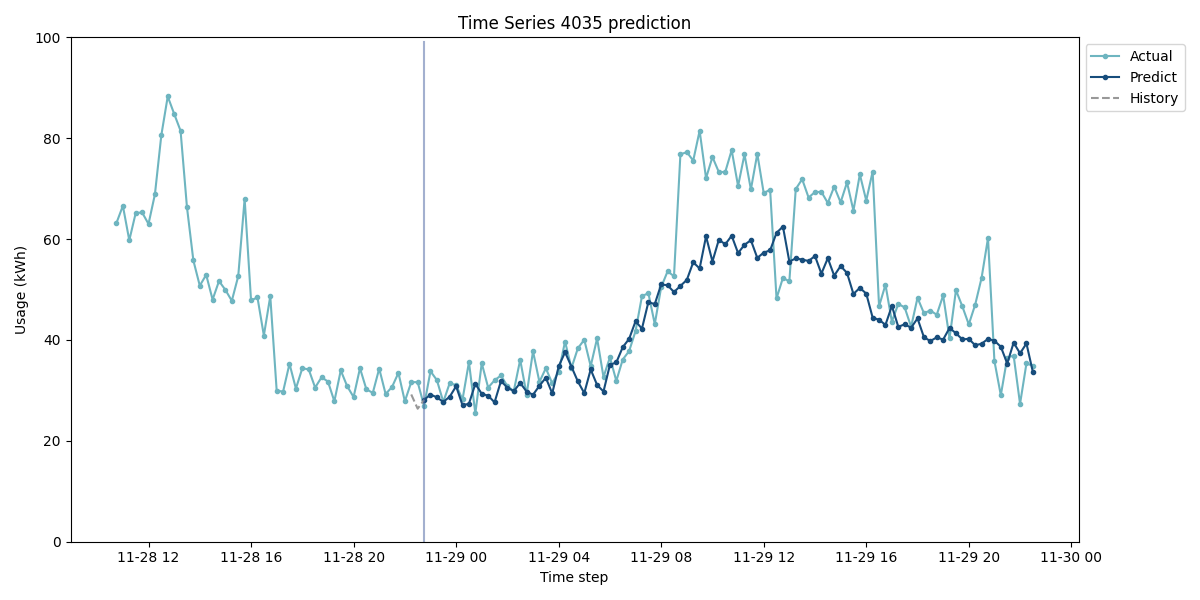 Time Series 4035 prediction
100
80
60
40
20
0
Usage (kWh)
11-28 12
11-28 16
11-28 20
11-29 00
11-29 04
11-29 08
11-29 12
11-29 16
11-29 20
11-30 00
Time step
Actual
Predict
History